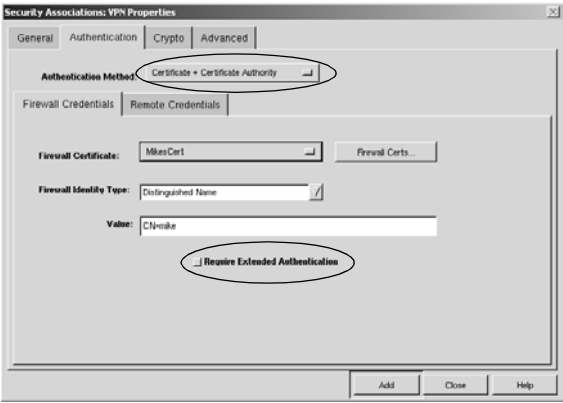 Security Associations: VPN Properties
General Authentication Crypto Advanced
Authentication Method: Certificate + Certificate Authority
Firewall Credentials Remote Credentials
Firewall Certificate: MikesCert Firewall Certs...
Firewall Identity Type: Distinguished Name
Value: CN=mike
Require Extended Authentication
Add Close Help